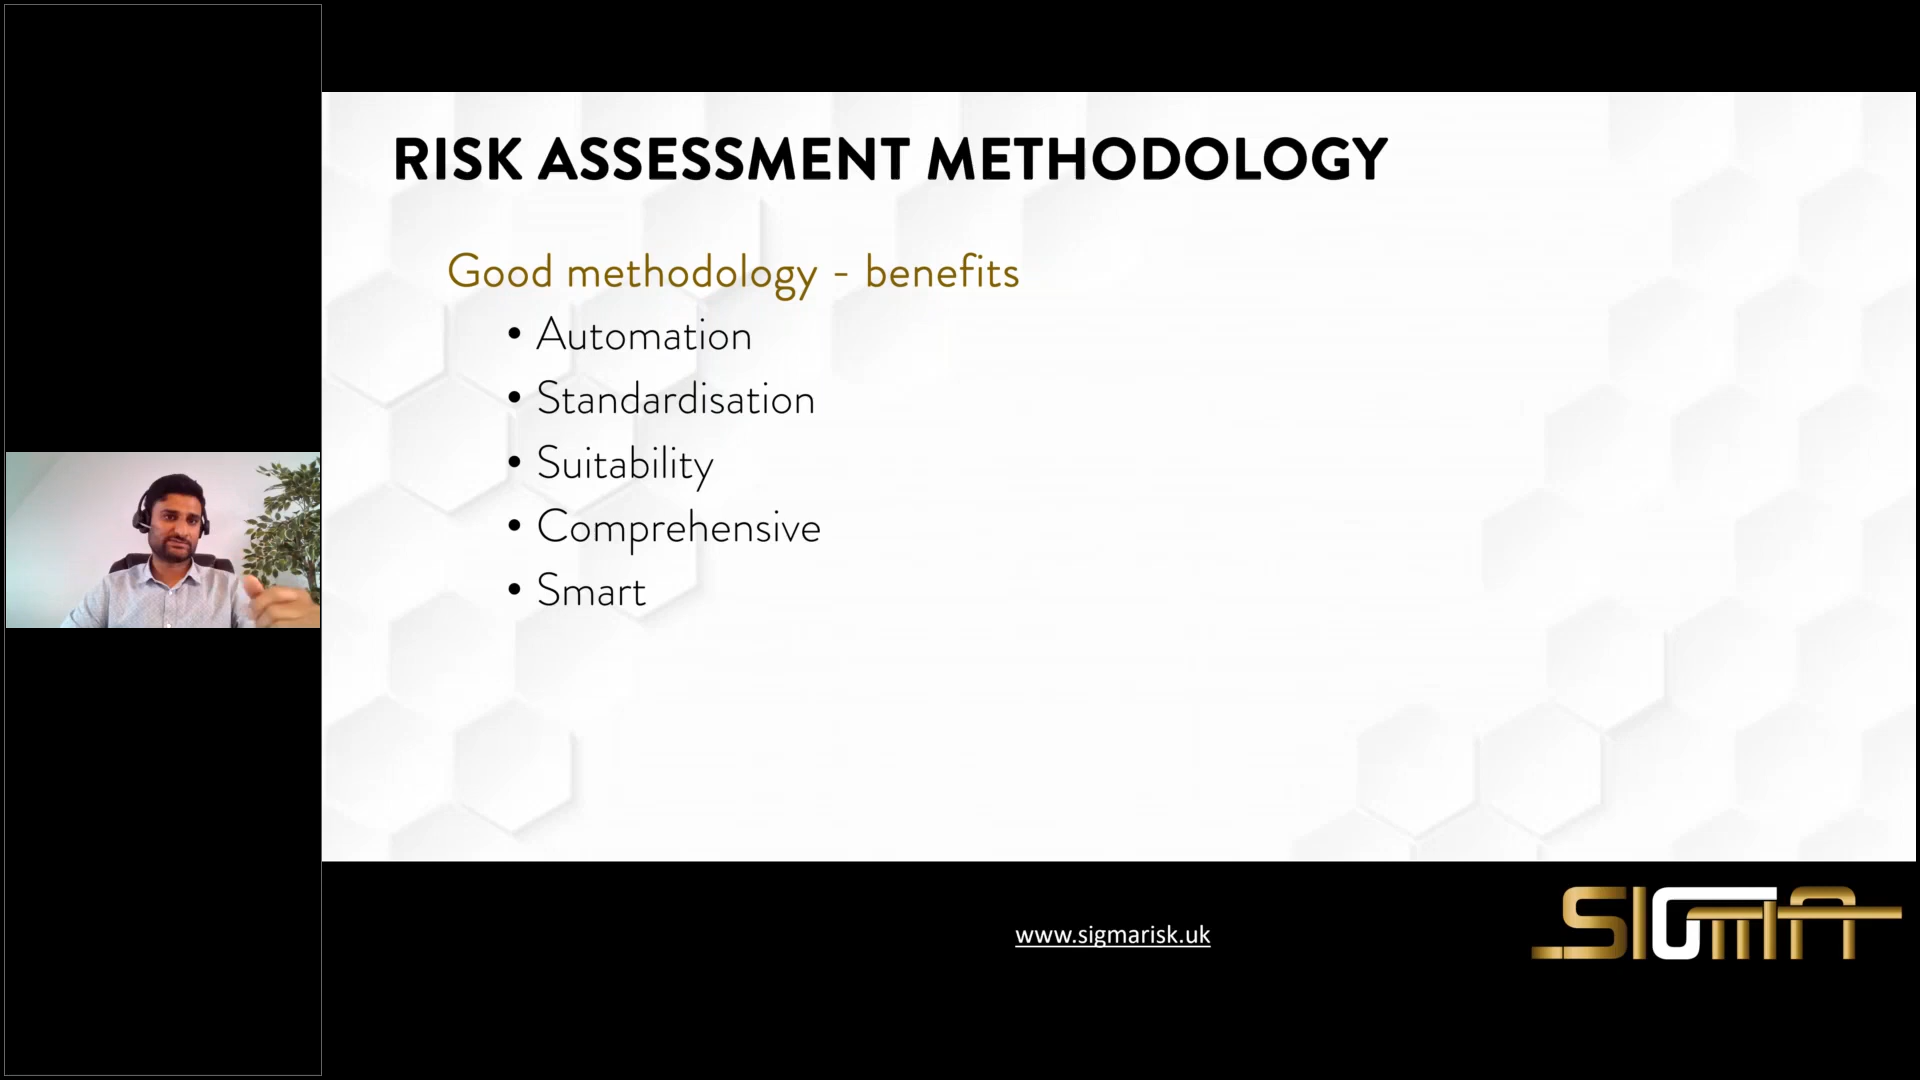 RISK ASSESSMENT METHODOLOGY
Good methodology - benefits
• Automation
• Standardisation
• Suitability
• Comprehensive
• Smart
www.sigmarisk.uk
SIGMA